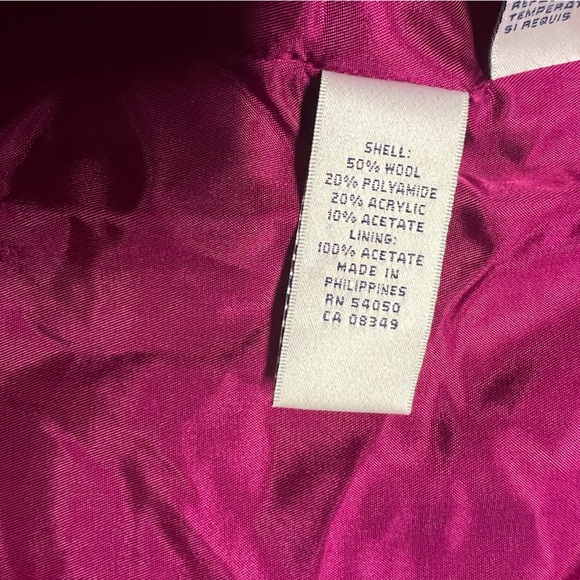 TEMPERAT
SI REQUIS
SHELL:
50% WOOL
20% POLYAMIDE
20% ACRYLIC
10% ACETATE
LINING:
100% ACETATE
MADE IN
PHILIPPINES
RN 54050
CA 08349